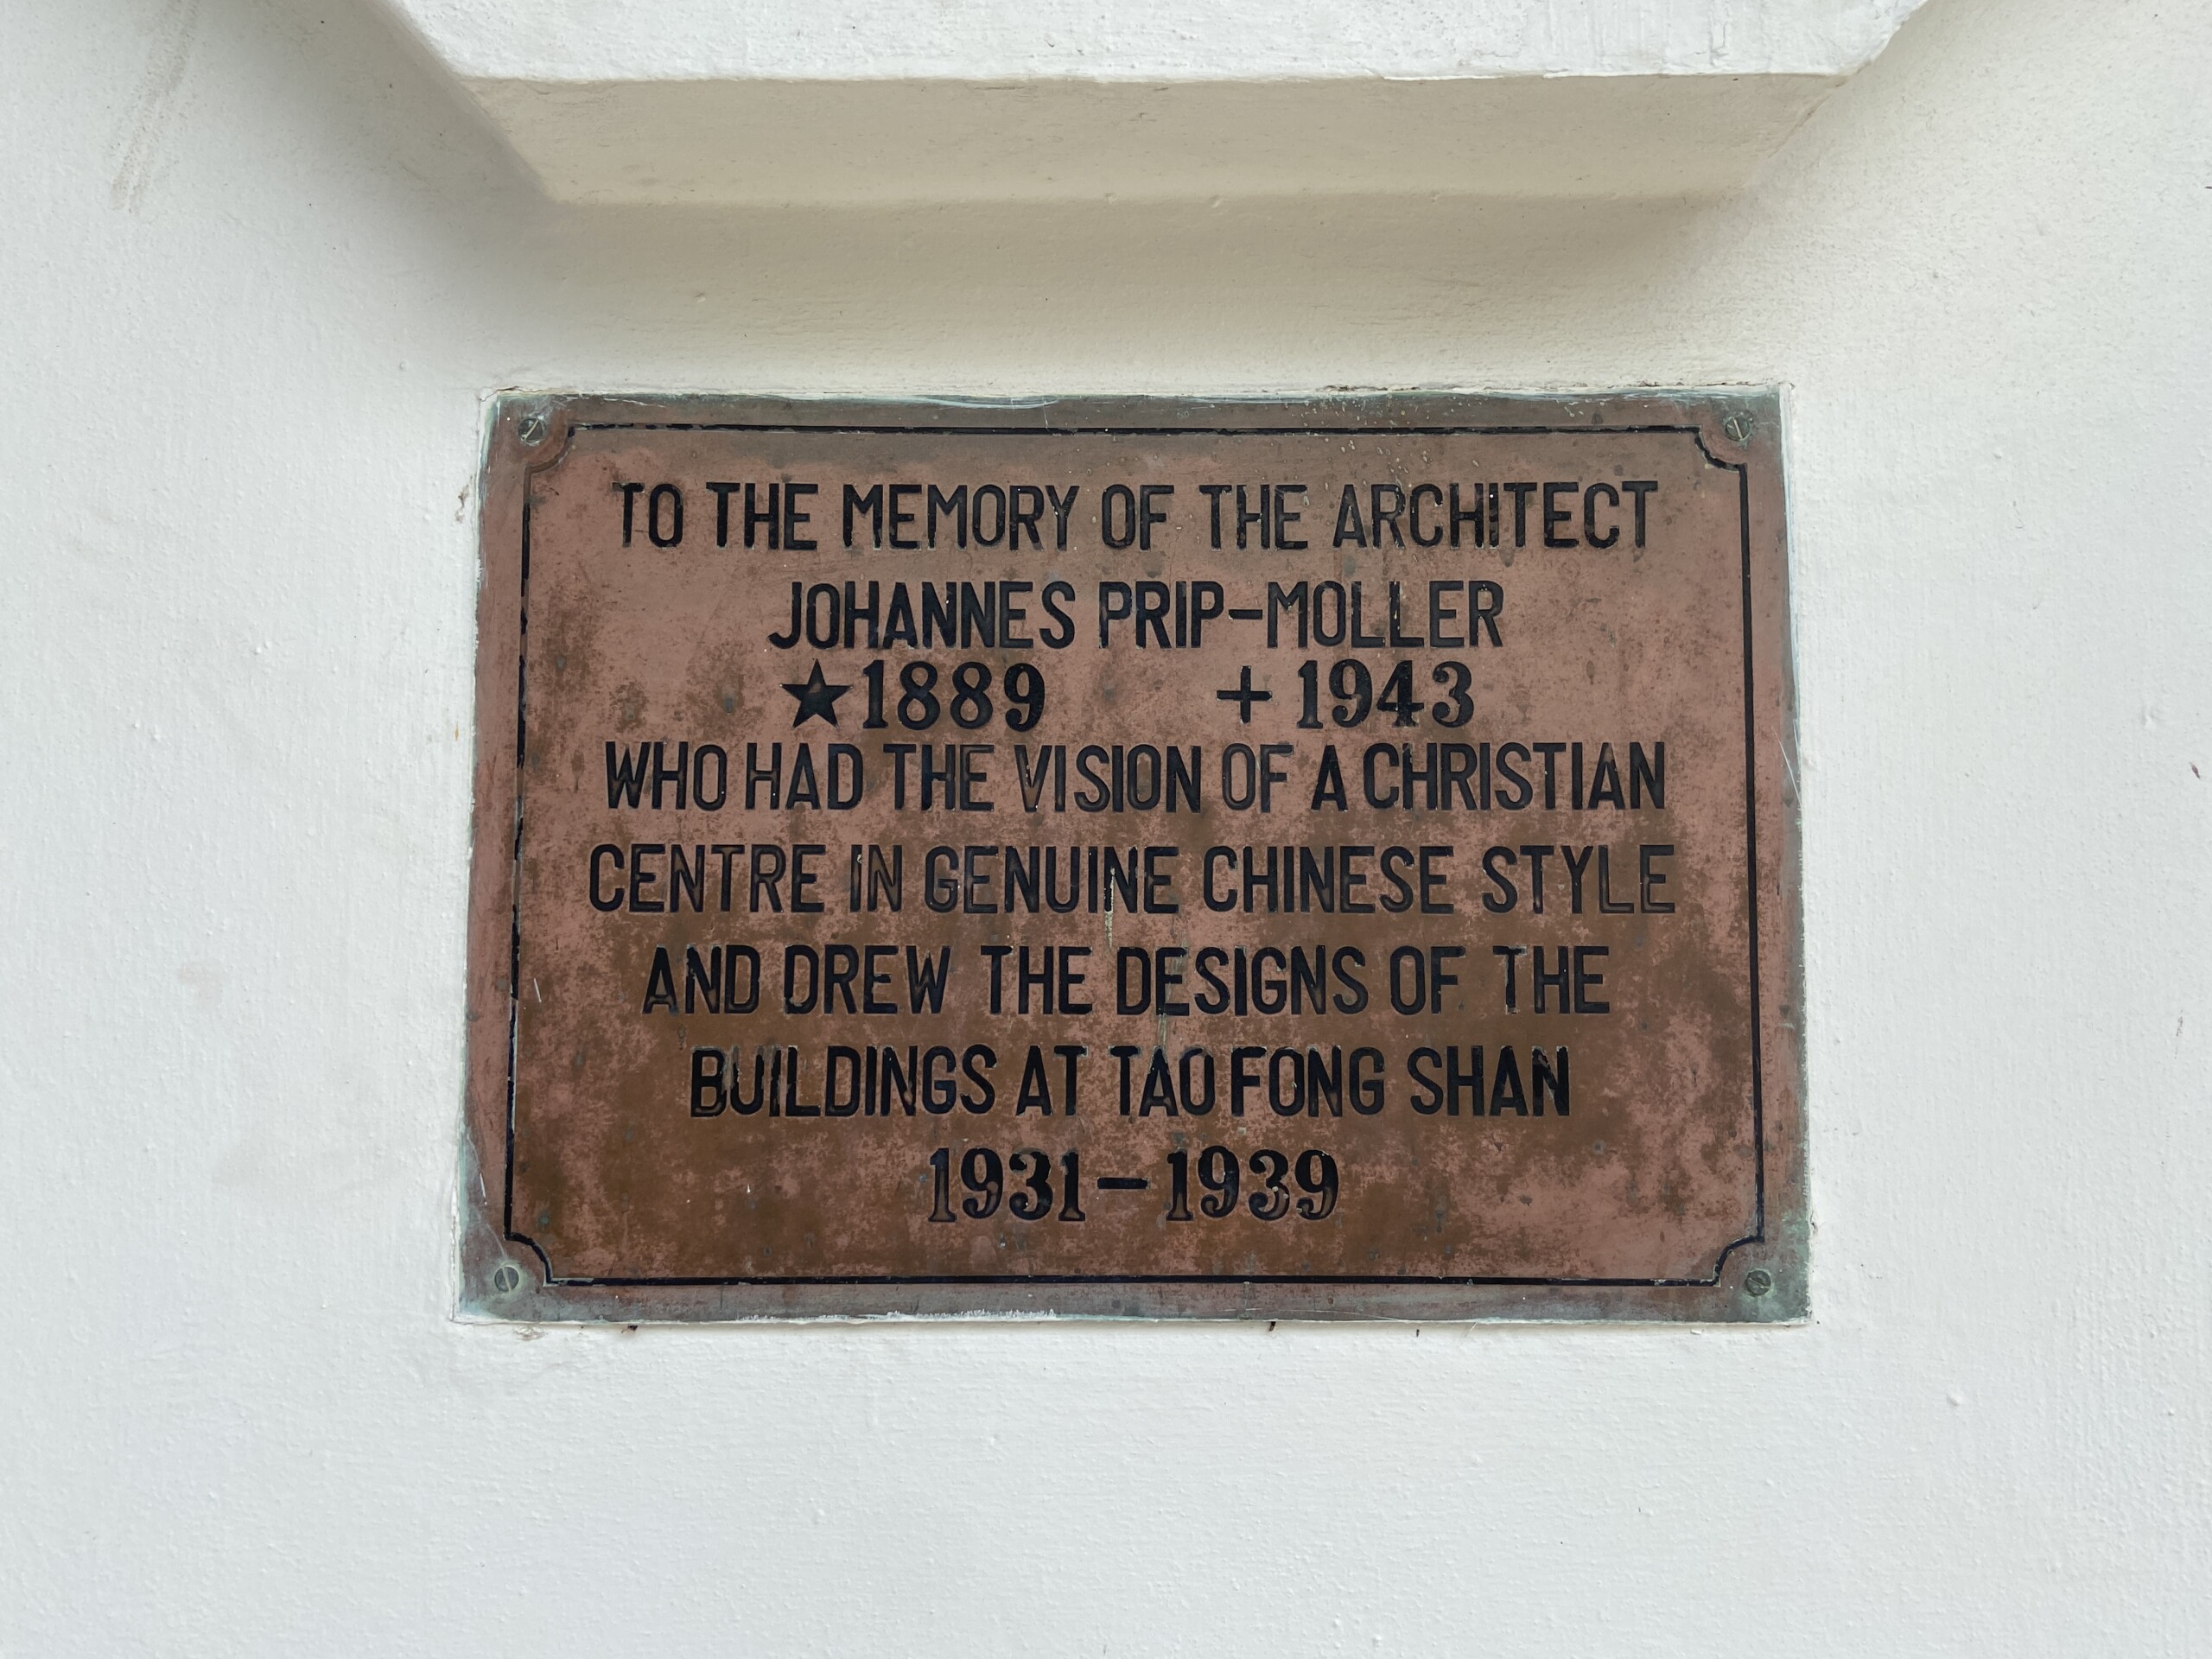 TO THE MEMORY OF THE ARCHITECT
JOHANNES PRIP-MOLLER
★1889 +1943
WHO HAD THE VISION OF A CHRISTIAN
CENTRE IN GENUINE CHINESE STYLE
AND DREW THE DESIGNS OF THE
BUILDINGS AT TAO FONG SHAN
1931-1939